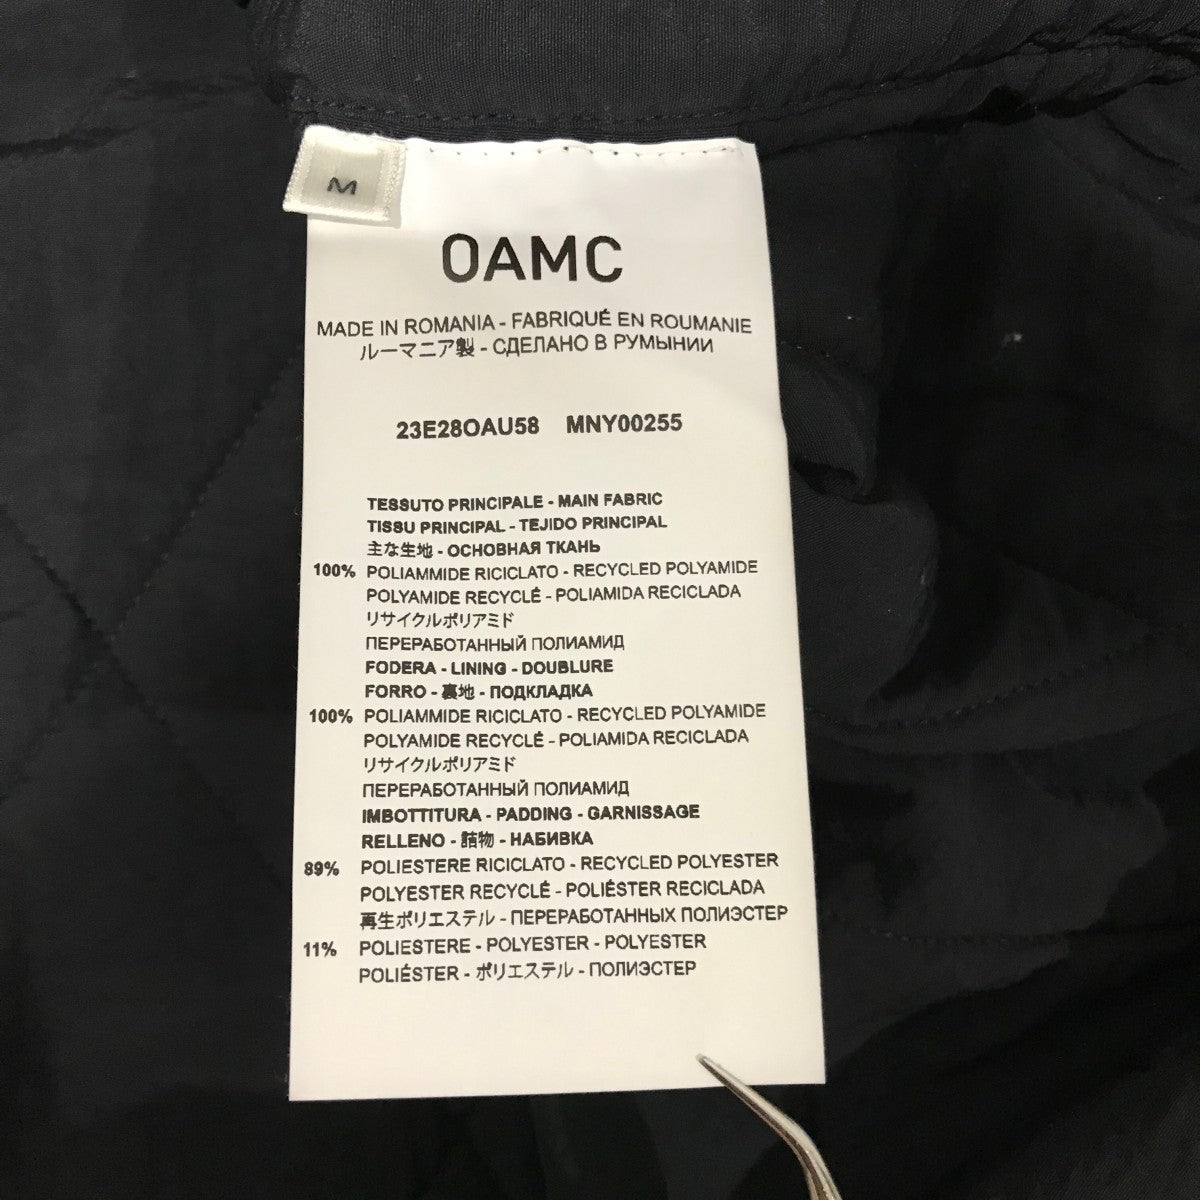 M
OAMC
MADE IN ROMANIA - FABRIQUÉ EN ROUMANIE
ルーマニア製 - СДЕЛАНО В РУМЫНИИ
23E28OAU58 MNY00255
TESSUTO PRINCIPALE - MAIN FABRIC
TISSU PRINCIPAL - TEJIDO PRINCIPAL
主な生地 - ОСНОВНАЯ ТКАНЬ
100% POLIAMMIDE RICICLATO - RECYCLED POLYAMIDE
POLYAMIDE RECYCLÉ - POLIAMIDA RECICLADA
リサイクルポリアミド
ПЕРЕРАБОТАННЫЙ ПОЛИАМИД
FODERA - LINING - DOUBLURE
FORRO - 裏地 - ПОДКЛАДКА
100% POLIAMMIDE RICICLATO - RECYCLED POLYAMIDE
POLYAMIDE RECYCLÉ - POLIAMIDA RECICLADA
リサイクルポリアミド
ПЕРЕРАБОТАННЫЙ ПОЛИАМИД
IMBOTTITURA - PADDING - GARNISSAGE
RELLENO - 詰物 - НАБИВКА
89% POLIESTERE RICICLATO - RECYCLED POLYESTER
POLYESTER RECYCLÉ - POLIÉSTER RECICLADA
再生ポリエステル - ПЕРЕРАБОТАННЫХ ПОЛИЭСТЕР
11% POLIESTERE - POLYESTER - POLYESTER
POLIÉSTER - ポリエステル - ПОЛИЭСТЕР